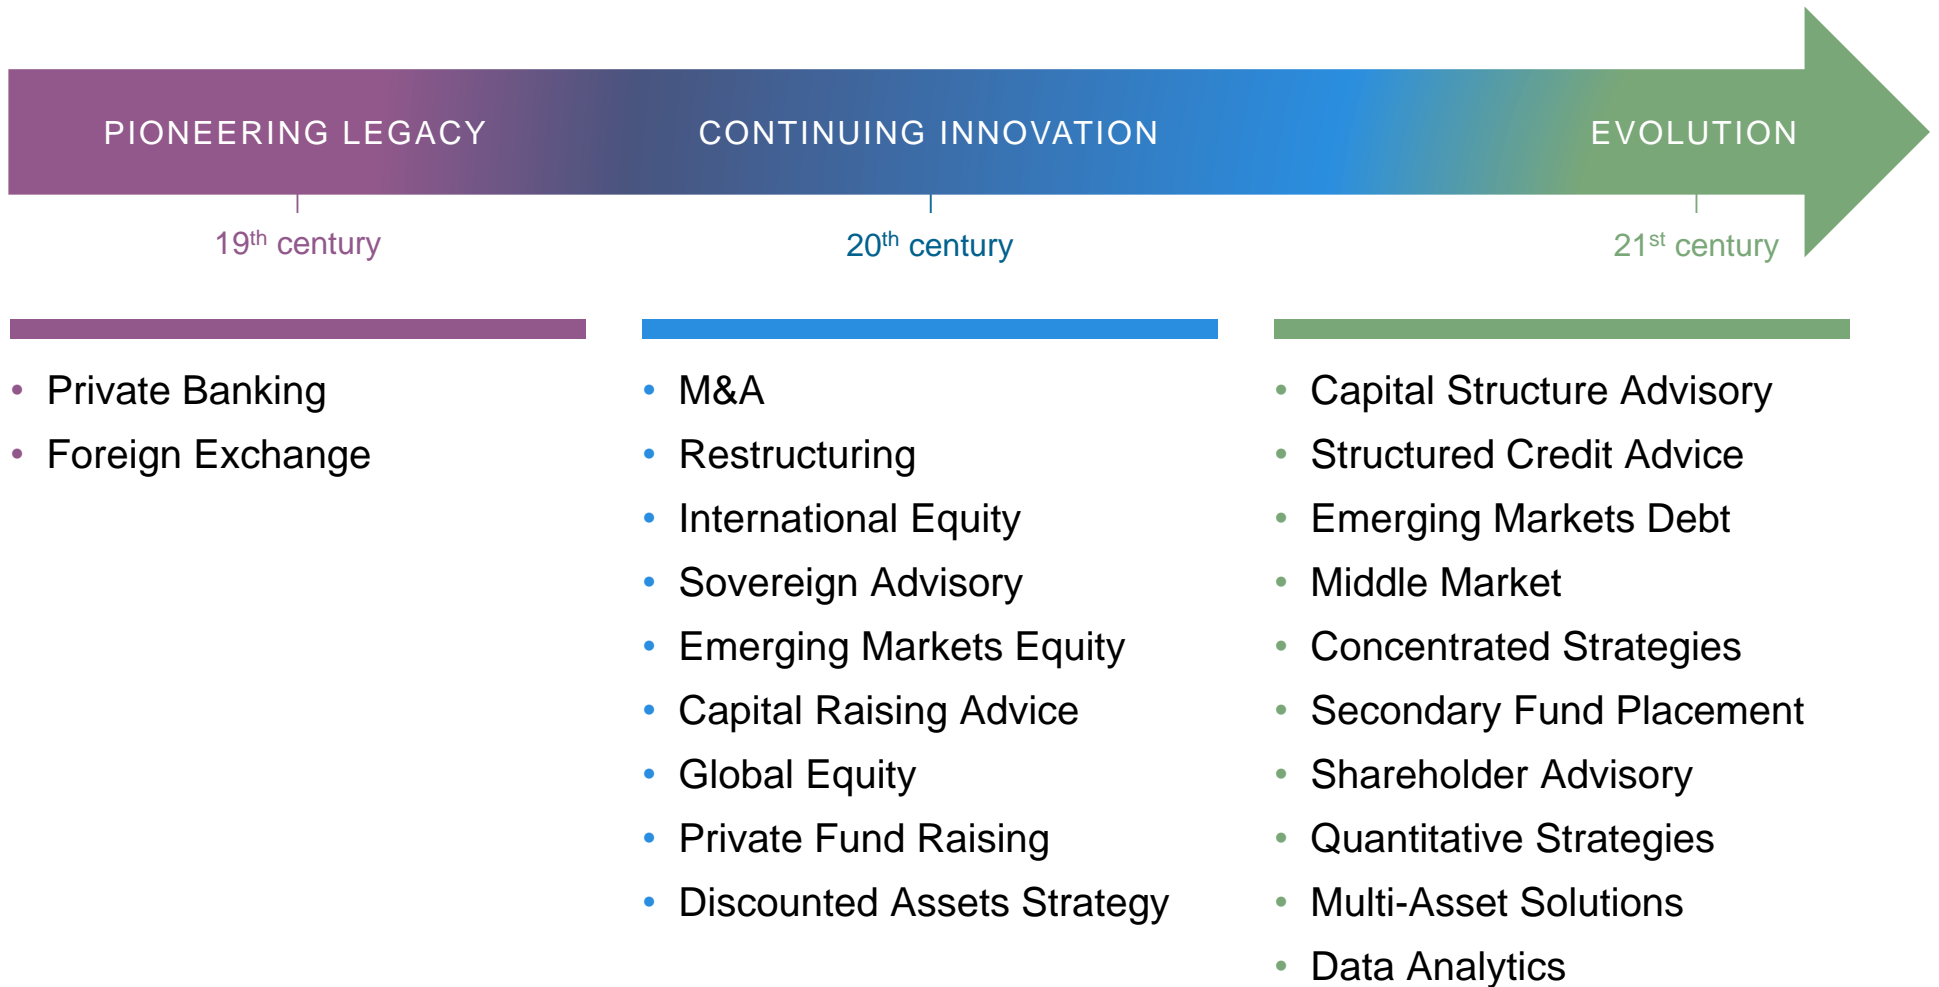 PIONEERING LEGACY
CONTINUING INNOVATION
EVOLUTION
19th century
20th century
21st century
• Private Banking
• Foreign Exchange
• M&A
• Restructuring
• International Equity
• Sovereign Advisory
• Emerging Markets Equity
• Capital Raising Advice
• Global Equity
• Private Fund Raising
• Discounted Assets Strategy
• Capital Structure Advisory
• Structured Credit Advice
• Emerging Markets Debt
• Middle Market
• Concentrated Strategies
• Secondary Fund Placement
• Shareholder Advisory
• Quantitative Strategies
• Multi-Asset Solutions
• Data Analytics